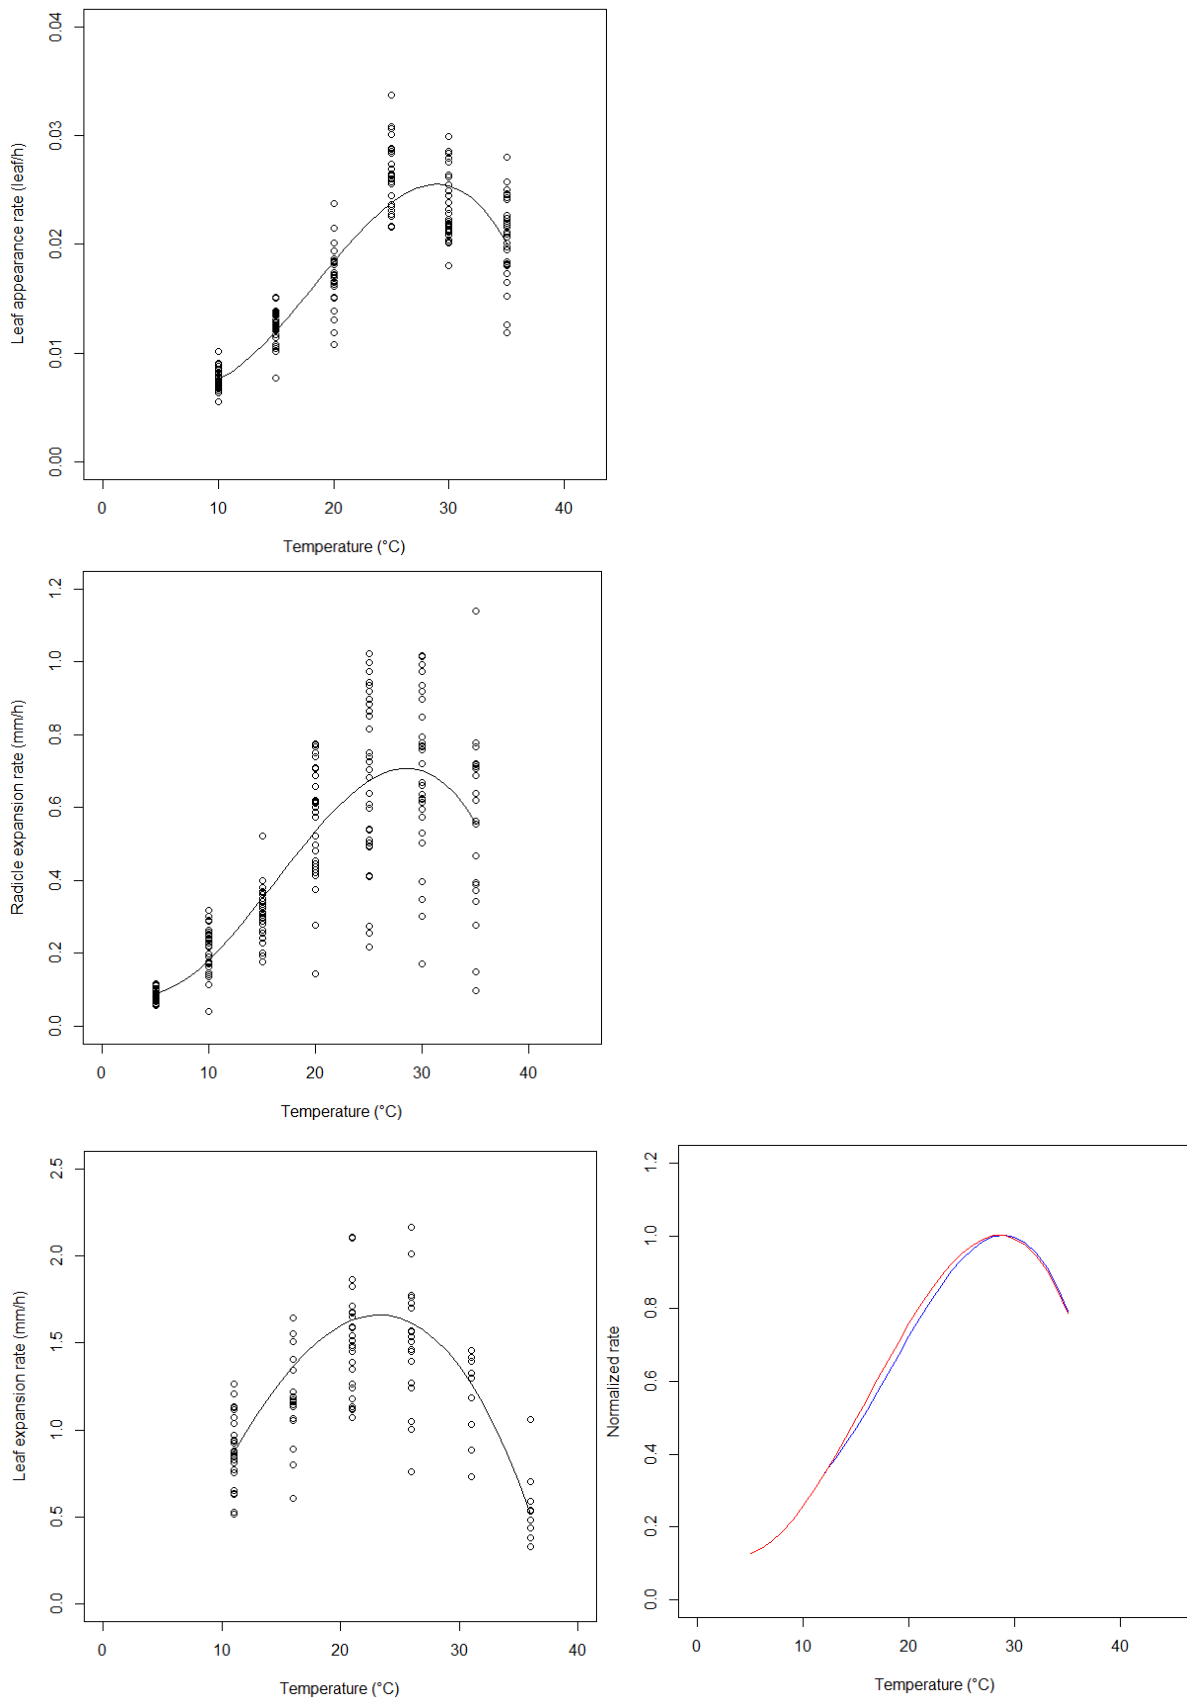 Leaf appearance rate (leaf/h)
0.04
0.03
0.02
0.01
0.00
0 10 20 30 40
Temperature (°C)
Radicle expansion rate (mm/h)
1.2
1.0
0.8
0.6
0.4
0.2
0.0
0 10 20 30 40
Temperature (°C)
Leaf expansion rate (mm/h)
2.5
2.0
1.5
1.0
0.5
0.0
0 10 20 30 40
Temperature (°C)
Normalized rate
1.2
1.0
0.8
0.6
0.4
0.2
0.0
0 10 20 30 40
Temperature (°C)